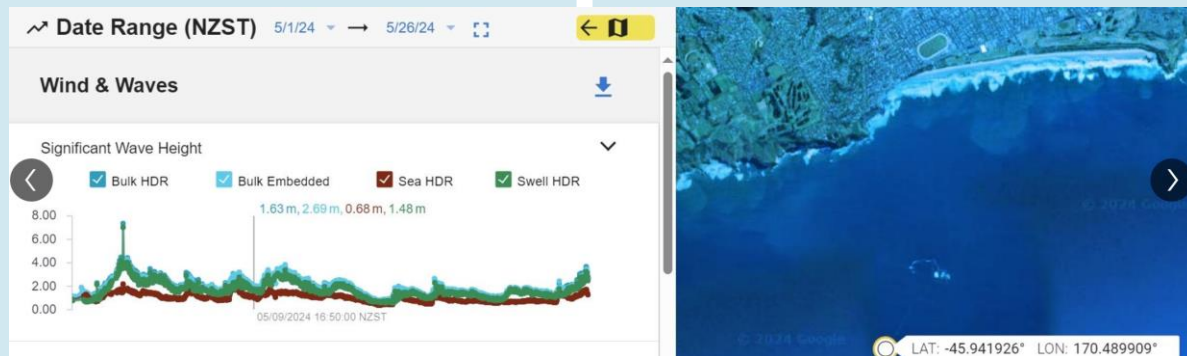 Date Range (NZST) 5/1/24 → 5/26/24
Wind & Waves
Significant Wave Height
Bulk HDR Bulk Embedded Sea HDR Swell HDR
1.63 m, 2.69 m, 0.68 m, 1.48 m
8.00
6.00
4.00
2.00
0.00
05/09/2024 16:50:00 NZST
© 2024 Google
© 2024 Google
LAT: -45.941926° LON: 170.489909°